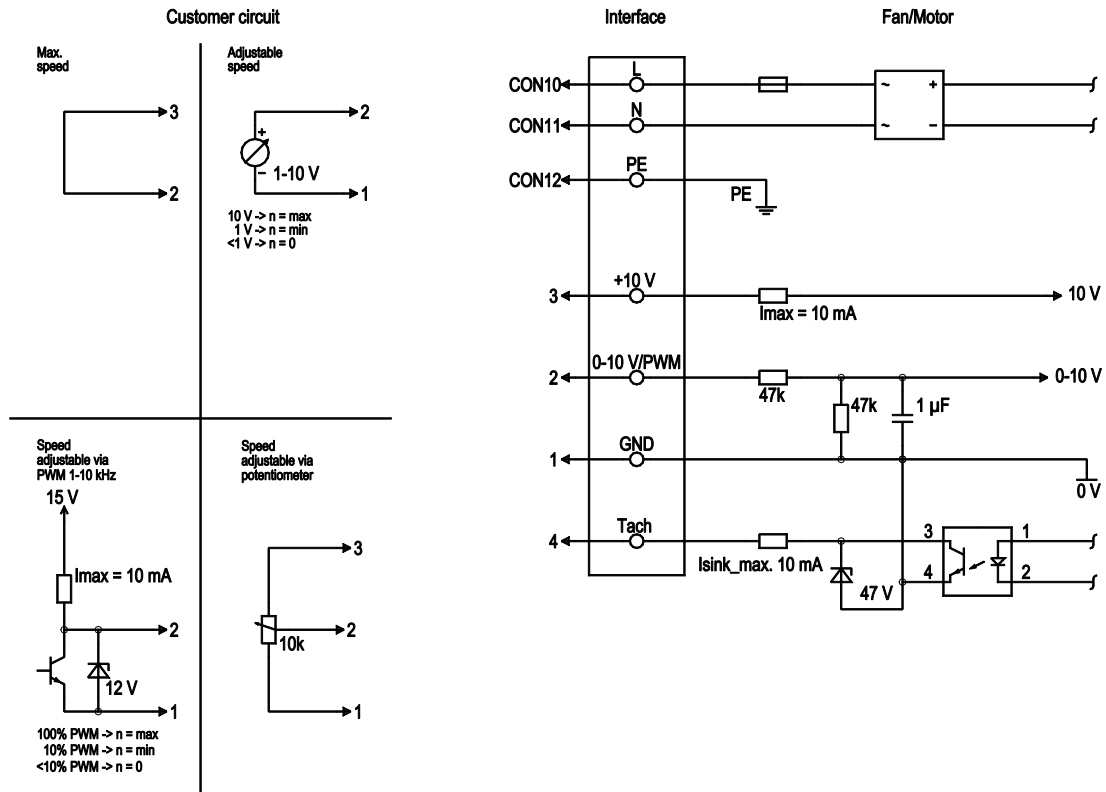 Customer circuit
Interface
Fan/Motor
Max.
speed
3
2
Adjustable
speed
2
+
–
1-10 V
1
10 V -> n = max
1 V -> n = min
<1 V -> n = 0
Speed
adjustable via
PWM 1-10 kHz
15 V
Imax = 10 mA
2
12 V
1
100% PWM -> n = max
10% PWM -> n = min
<10% PWM -> n = 0
Speed
adjustable via
potentiometer
3
2
10k
1
L
CON10
~
+
N
CON11
~
–
PE
CON12
PE
+10 V
3
10 V
Imax = 10 mA
0-10 V/PWM
2
0-10 V
47k
47k
1 µF
GND
1
0 V
Tach
4
3
1
Isink_max. 10 mA
4
2
47 V